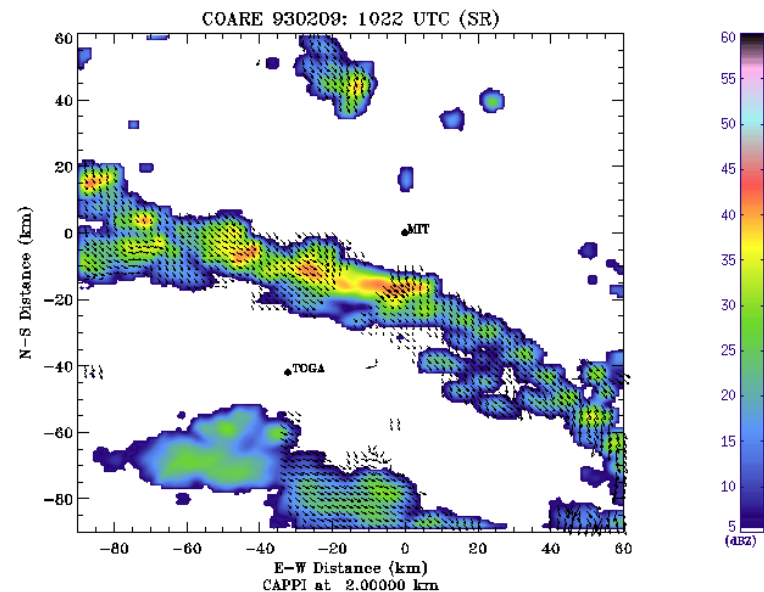 COARE 930209: 1022 UTC (SR)
60
40
20
0
-20
-40
-60
-80
N-S Distance (km)
MIT
TOGA
-80 -60 -40 -20 0 20 40 60
E-W Distance (km)
CAPPI at 2.00000 km
60
55
50
45
40
35
30
25
20
15
10
5
(dBZ)